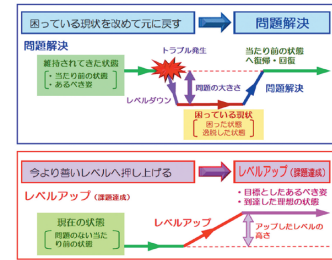 困っている現状を改めて元に戻す
問題解決
問題解決
トラブル発生
当たり前の状態
へ復帰・回復
維持されてきた状態
・当たり前の状態
・あるべき姿
問題の大きさ
問題解決
レベルダウン
困っている現状
困った状態
逸脱した状態
今より善いレベルへ押し上げる
レベルアップ(課題達成)
レベルアップ(課題達成)
・目標としたあるべき姿
・到達した理想の状態
現在の状態
問題のない当た
り前の状態
レベルアップ
アップしたレベルの
高さ